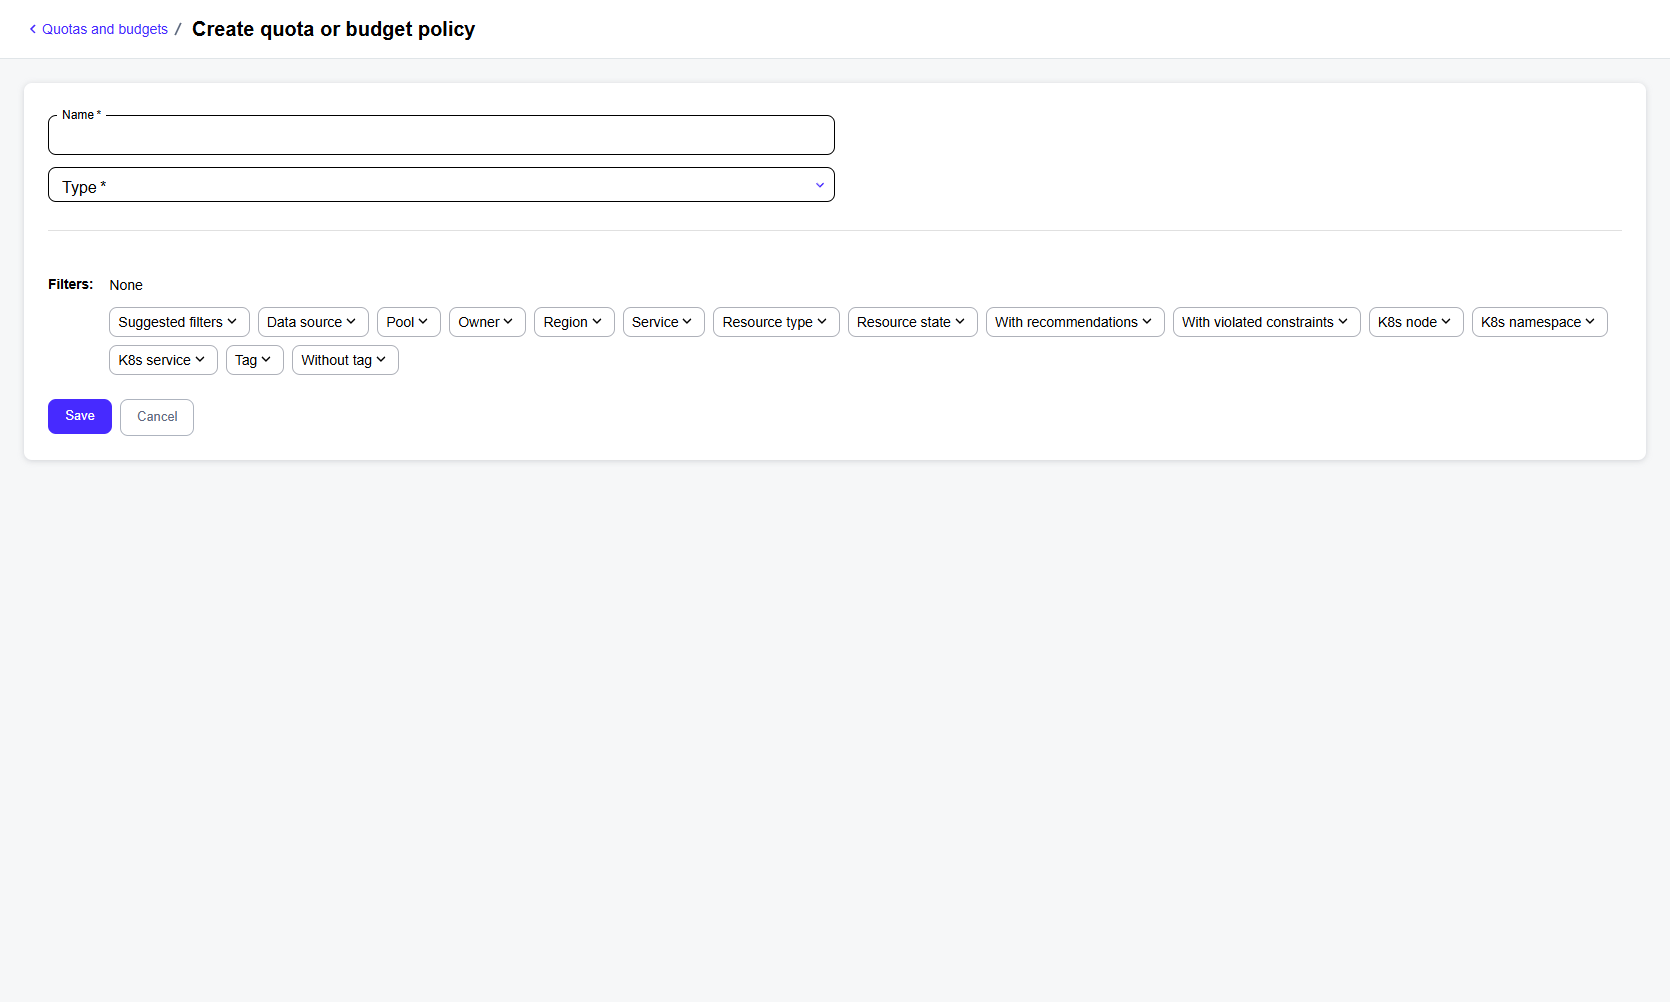 Quotas and budgets / Create quota or budget policy
Name *
Type *
Filters: None
Suggested filters Data source Pool Owner Region Service Resource type Resource state With recommendations With violated constraints K8s node K8s namespace
K8s service Tag Without tag
Save Cancel